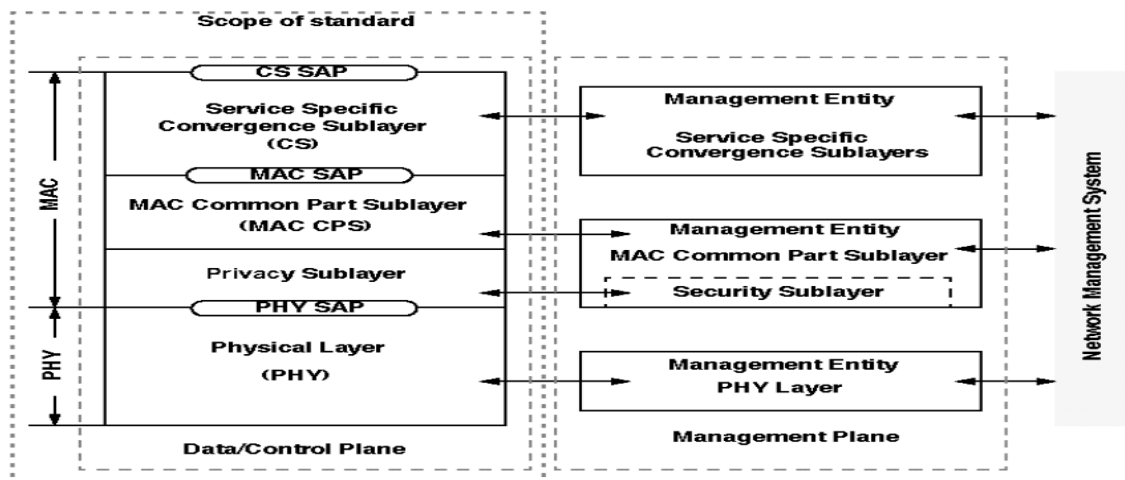 Scope of standard
CS SAP
Service Specific
Convergence Sublayer
(CS)
MAC SAP
MAC Common Part Sublayer
(MAC CPS)
Privacy Sublayer
PHY SAP
Physical Layer
(PHY)
Data/Control Plane
MAC
PHY
Management Entity
Service Specific
Convergence Sublayers
Management Entity
MAC Common Part Sublayer
Security Sublayer
Management Entity
PHY Layer
Management Plane
Network Management System